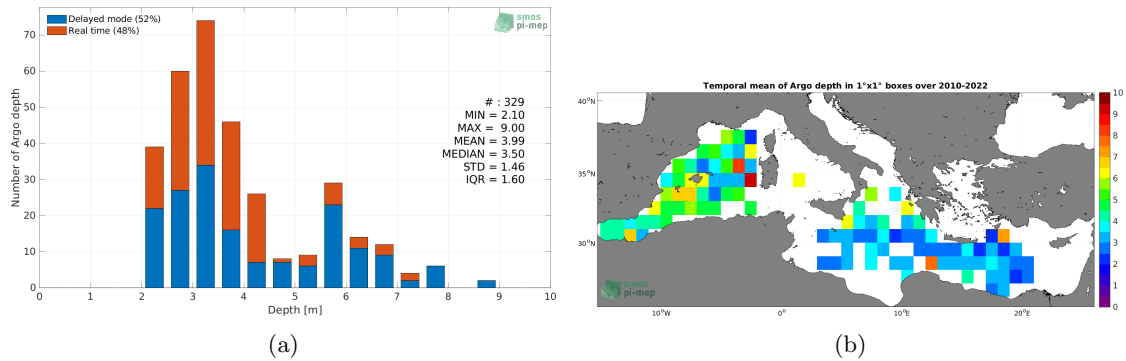 Delayed mode (52%)
Real time (48%)
smos
pi-mep
# : 329
MIN = 2.10
MAX = 9.00
MEAN = 3.99
MEDIAN = 3.50
STD = 1.46
IQR = 1.60
Number of Argo depth
70
60
50
40
30
20
10
0
0 1 2 3 4 5 6 7 8 9 10
Depth [m]
(a)
Temporal mean of Argo depth in 1°x1° boxes over 2010-2022
40°N
35°N
30°N
10°W 0° 10°E 20°E
smos
pi-mep
10
9
8
7
6
5
4
3
2
1
0
(b)